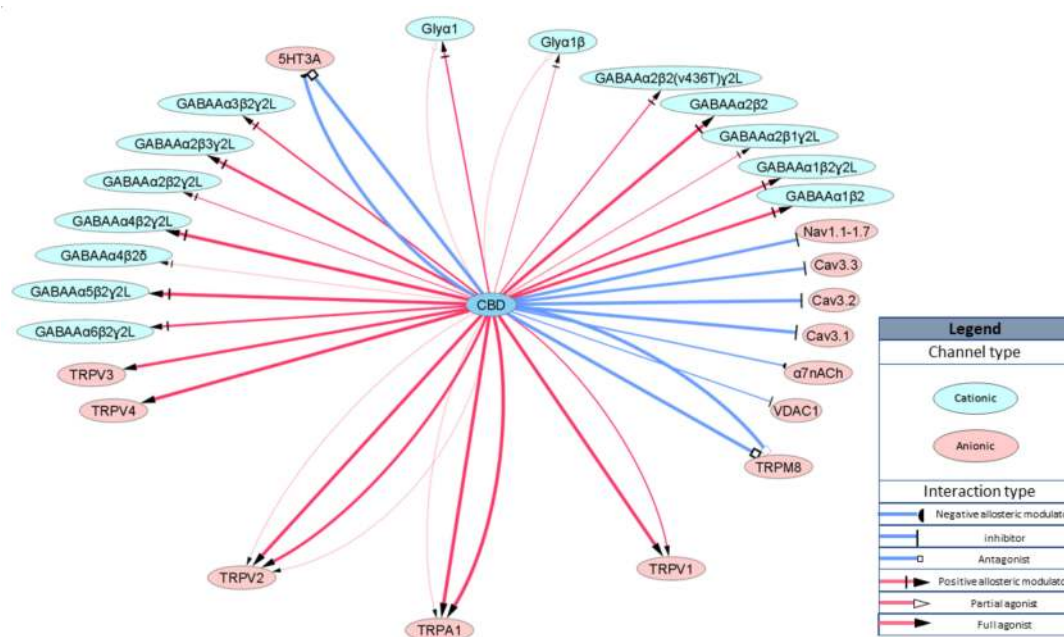 Glyα1
Glyα1β
5HT3A
GABAAα2β2(v436T)γ2L
GABAAα3β2γ2L
GABAAα2β2
GABAAα2β3γ2L
GABAAα2β1γ2L
GABAAα2β2γ2L
GABAAα1β2γ2L
GABAAα1β2
GABAAα4β2γ2L
Nav1.1-1.7
GABAAα4β2δ
Cav3.3
GABAAα5β2γ2L
CBD
Cav3.2
GABAAα6β2γ2L
Cav3.1
TRPV3
α7nACh
TRPV4
VDAC1
TRPM8
TRPV2
TRPV1
TRPA1
Legend
Channel type
Cationic
Anionic
Interaction type
Negative allosteric modulato
inhibitor
Antagonist
Positive allosteric modulato
Partial agonist
Full agonist